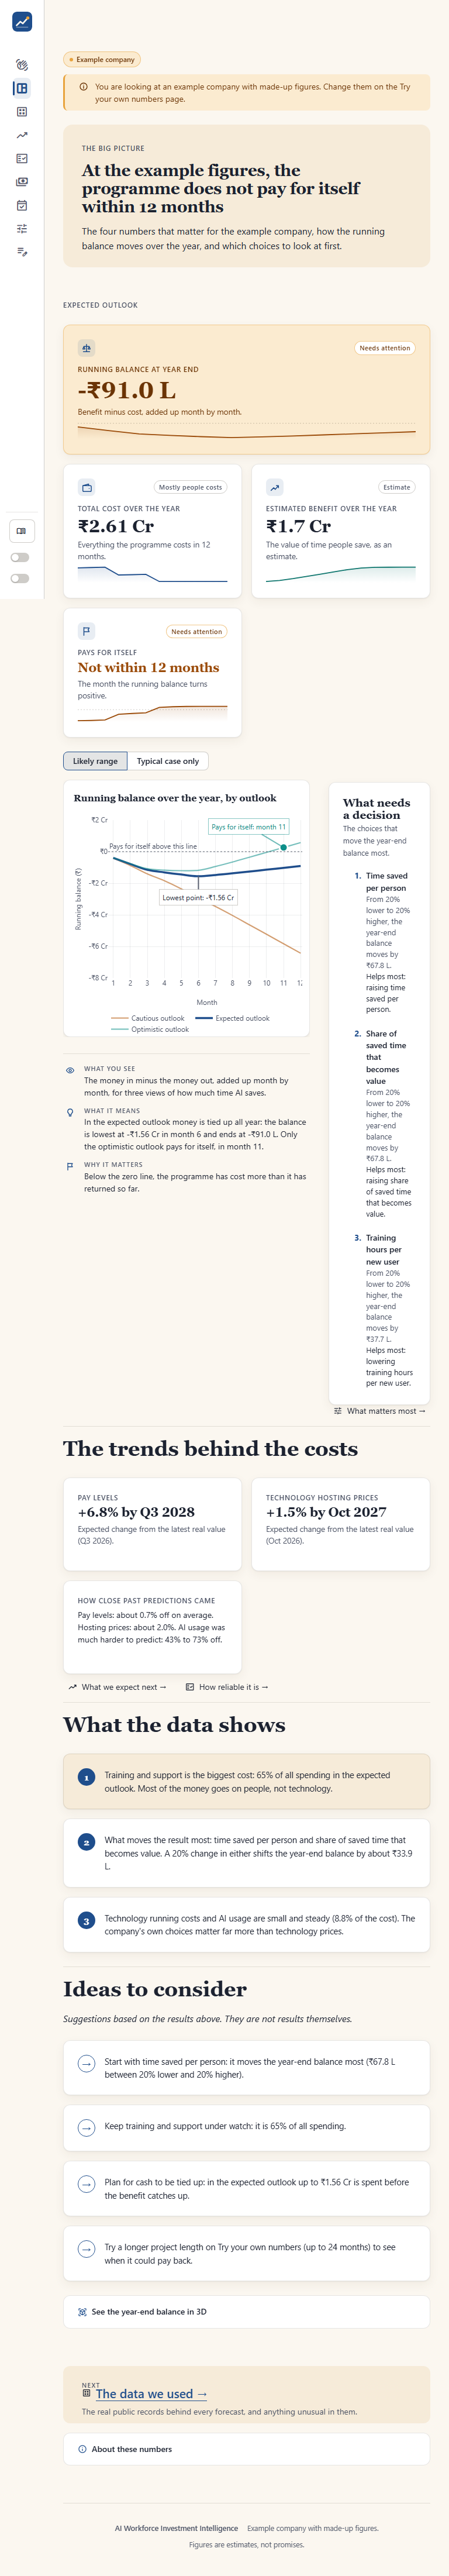 Example company
You are looking at an example company with made-up figures. Change them on the Try
your own numbers page.
THE BIG PICTURE
At the example figures, the
programme does not pay for itself
within 12 months
The four numbers that matter for the example company, how the running
balance moves over the year, and which choices to look at first.
EXPECTED OUTLOOK
Needs attention
RUNNING BALANCE AT YEAR END
-₹91.0 L
Benefit minus cost, added up month by month.
Mostly people costs
TOTAL COST OVER THE YEAR
₹2.61 Cr
Everything the programme costs in 12
months.
Estimate
ESTIMATED BENEFIT OVER THE YEAR
₹1.7 Cr
The value of time people save, as an
estimate.
Needs attention
PAYS FOR ITSELF
Not within 12 months
The month the running balance turns
positive.
Likely range
Typical case only
Running balance over the year, by outlook
₹2 Cr
₹0
-₹2 Cr
-₹4 Cr
-₹6 Cr
-₹8 Cr
Running balance (₹)
Pays for itself: month 11
Pays for itself above this line
Lowest point: -₹1.56 Cr
1 2 3 4 5 6 7 8 9 10 11 12
Month
Cautious outlook
Expected outlook
Optimistic outlook
WHAT YOU SEE
The money in minus the money out, added up month by
month, for three views of how much time AI saves.
WHAT IT MEANS
In the expected outlook money is tied up all year: the balance
is lowest at -₹1.56 Cr in month 6 and ends at -₹91.0 L. Only
the optimistic outlook pays for itself, in month 11.
WHY IT MATTERS
Below the zero line, the programme has cost more than it has
returned so far.
What needs
a decision
The choices that
move the year-end
balance most.
1. Time saved
per person
From 20%
lower to 20%
higher, the
year-end
balance
moves by
₹67.8 L.
Helps most:
raising time
saved per
person.
2. Share of
saved time
that
becomes
value
From 20%
lower to 20%
higher, the
year-end
balance
moves by
₹67.8 L.
Helps most:
raising share
of saved time
that becomes
value.
3. Training
hours per
new user
From 20%
lower to 20%
higher, the
year-end
balance
moves by
₹37.7 L.
Helps most:
lowering
training hours
per new user.
What matters most →
The trends behind the costs
PAY LEVELS
+6.8% by Q3 2028
Expected change from the latest real value
(Q3 2026).
TECHNOLOGY HOSTING PRICES
+1.5% by Oct 2027
Expected change from the latest real value
(Oct 2026).
HOW CLOSE PAST PREDICTIONS CAME
Pay levels: about 0.7% off on average.
Hosting prices: about 2.0%. AI usage was
much harder to predict: 43% to 73% off.
What we expect next →
How reliable it is →
What the data shows
1
Training and support is the biggest cost: 65% of all spending in the expected
outlook. Most of the money goes on people, not technology.
2
What moves the result most: time saved per person and share of saved time that
becomes value. A 20% change in either shifts the year-end balance by about ₹33.9
L.
3
Technology running costs and AI usage are small and steady (8.8% of the cost). The
company's own choices matter far more than technology prices.
Ideas to consider
Suggestions based on the results above. They are not results themselves.
→
Start with time saved per person: it moves the year-end balance most (₹67.8 L
between 20% lower and 20% higher).
→
Keep training and support under watch: it is 65% of all spending.
→
Plan for cash to be tied up: in the expected outlook up to ₹1.56 Cr is spent before
the benefit catches up.
→
Try a longer project length on Try your own numbers (up to 24 months) to see
when it could pay back.
See the year-end balance in 3D
NEXT
The data we used →
The real public records behind every forecast, and anything unusual in them.
About these numbers
AI Workforce Investment Intelligence Example company with made-up figures.
Figures are estimates, not promises.